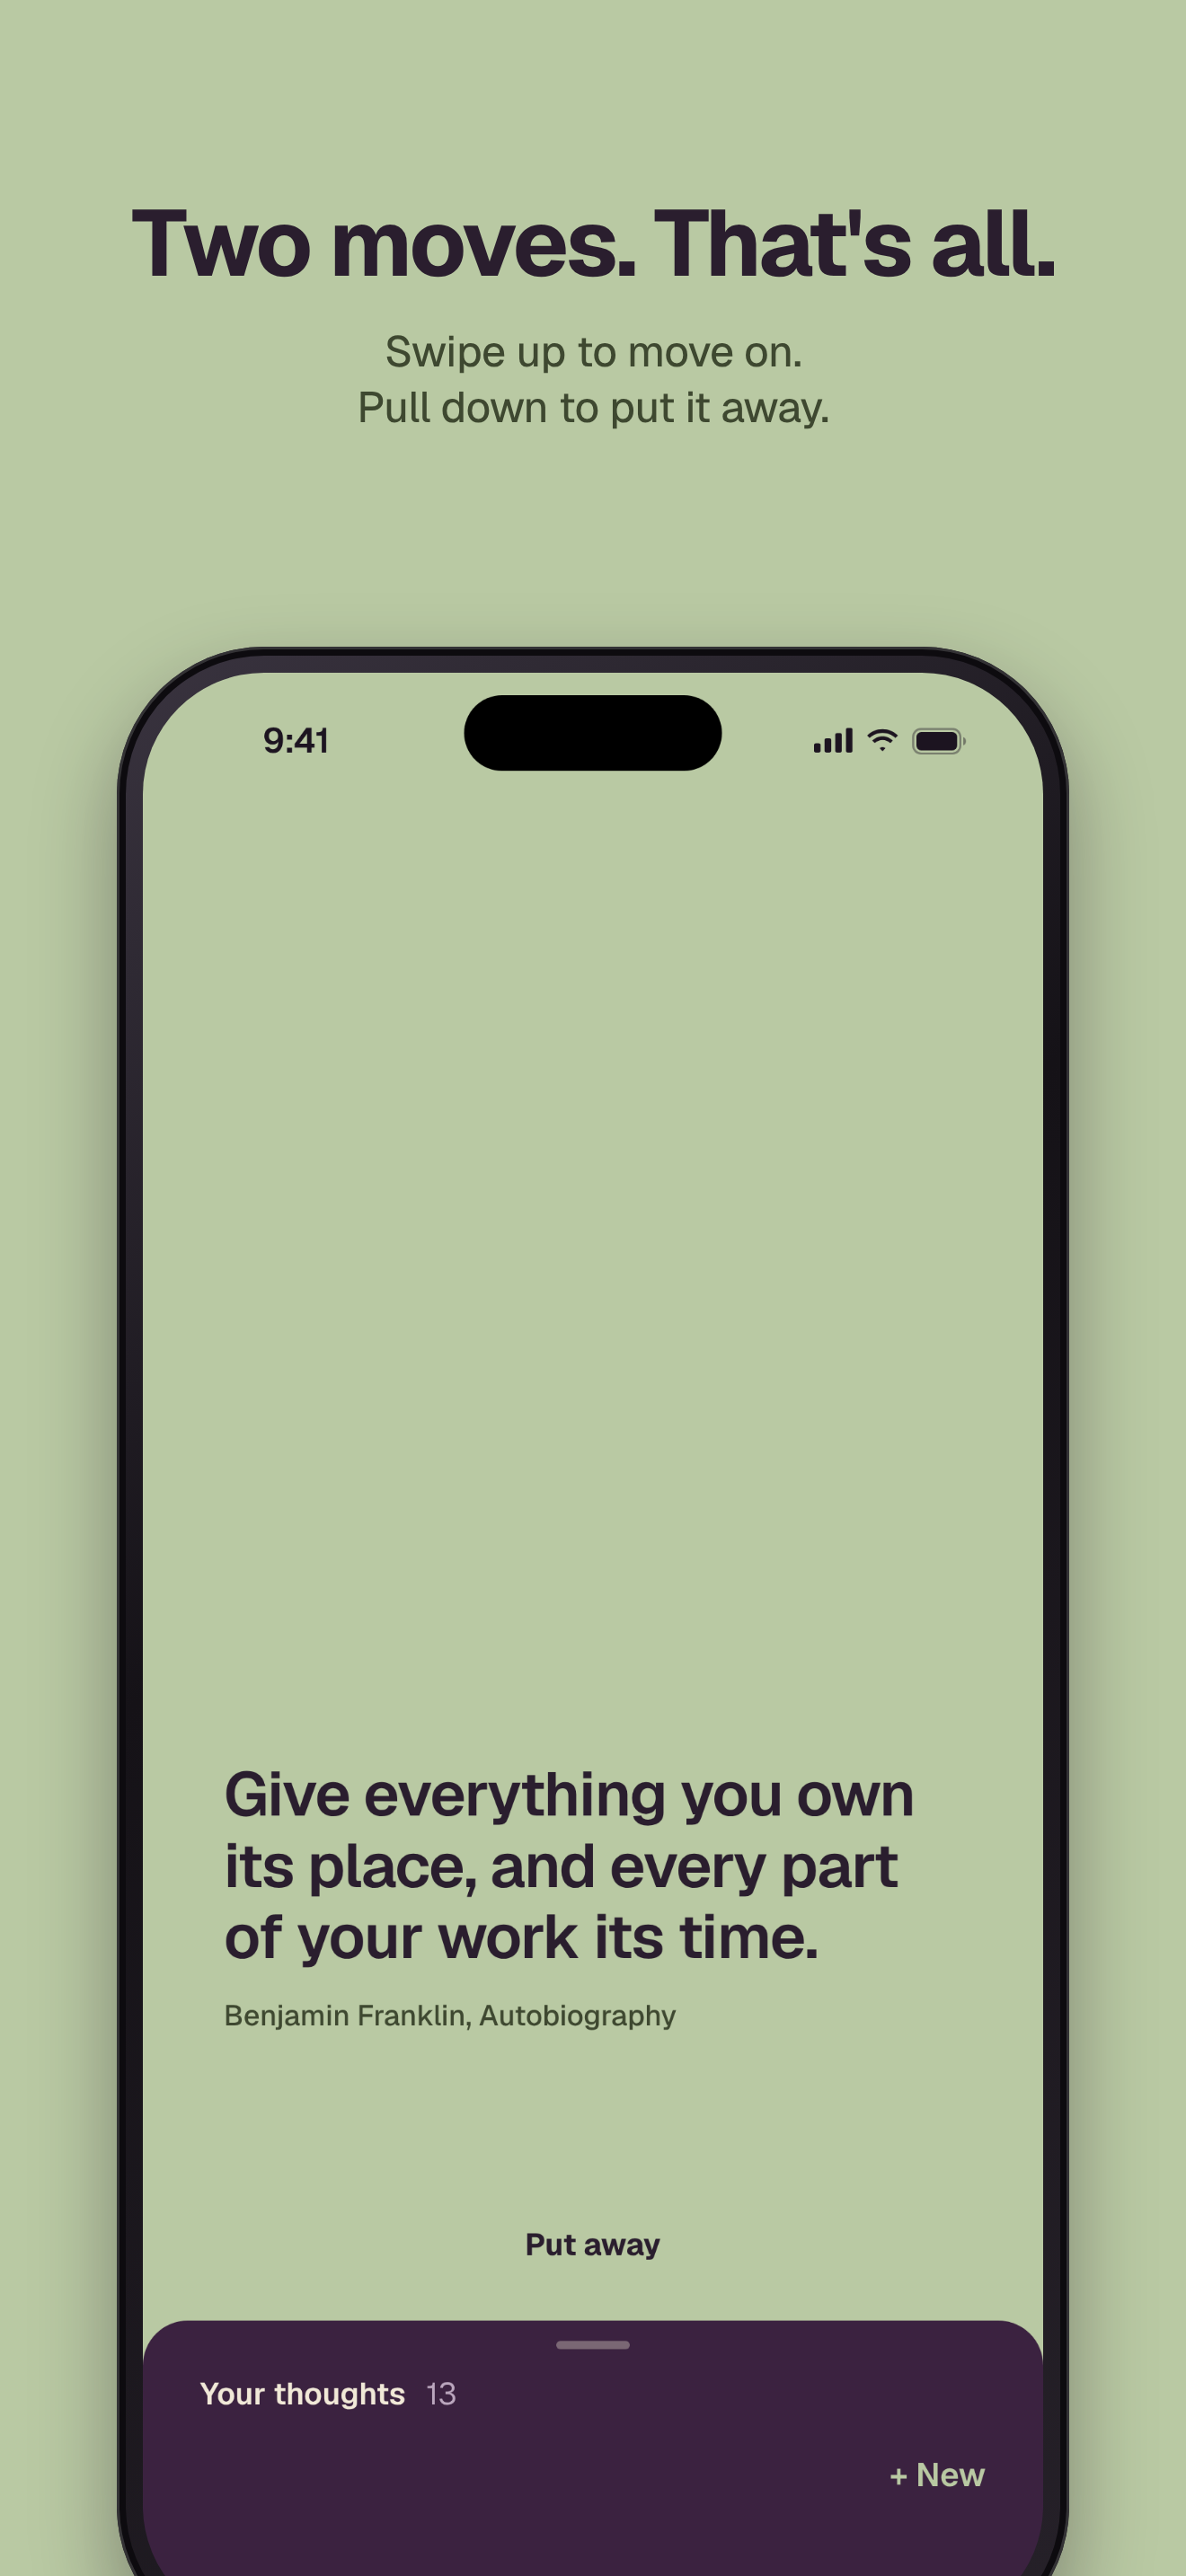 Two moves. That's all.
Swipe up to move on.
Pull down to put it away.
9:41
Give everything you own
its place, and every part
of your work its time.
Benjamin Franklin, Autobiography
Put away
Your thoughts 13
+ New